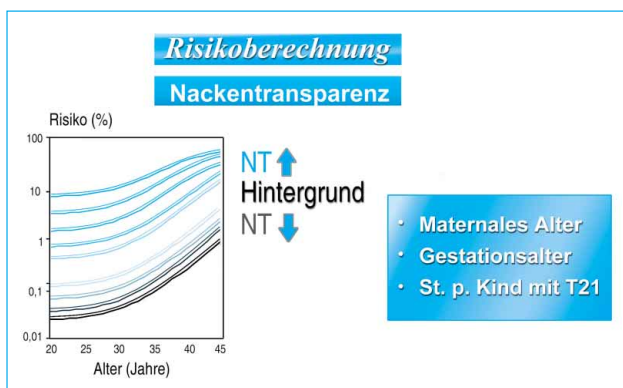 Risikoberechnung
Nackentransparenz
Risiko (%)
100
10
1
0,1
0,01
20 25 30 35 40 45
Alter (Jahre)
NT
Hintergrund
NT
• Maternales Alter
• Gestationsalter
• St. p. Kind mit T21